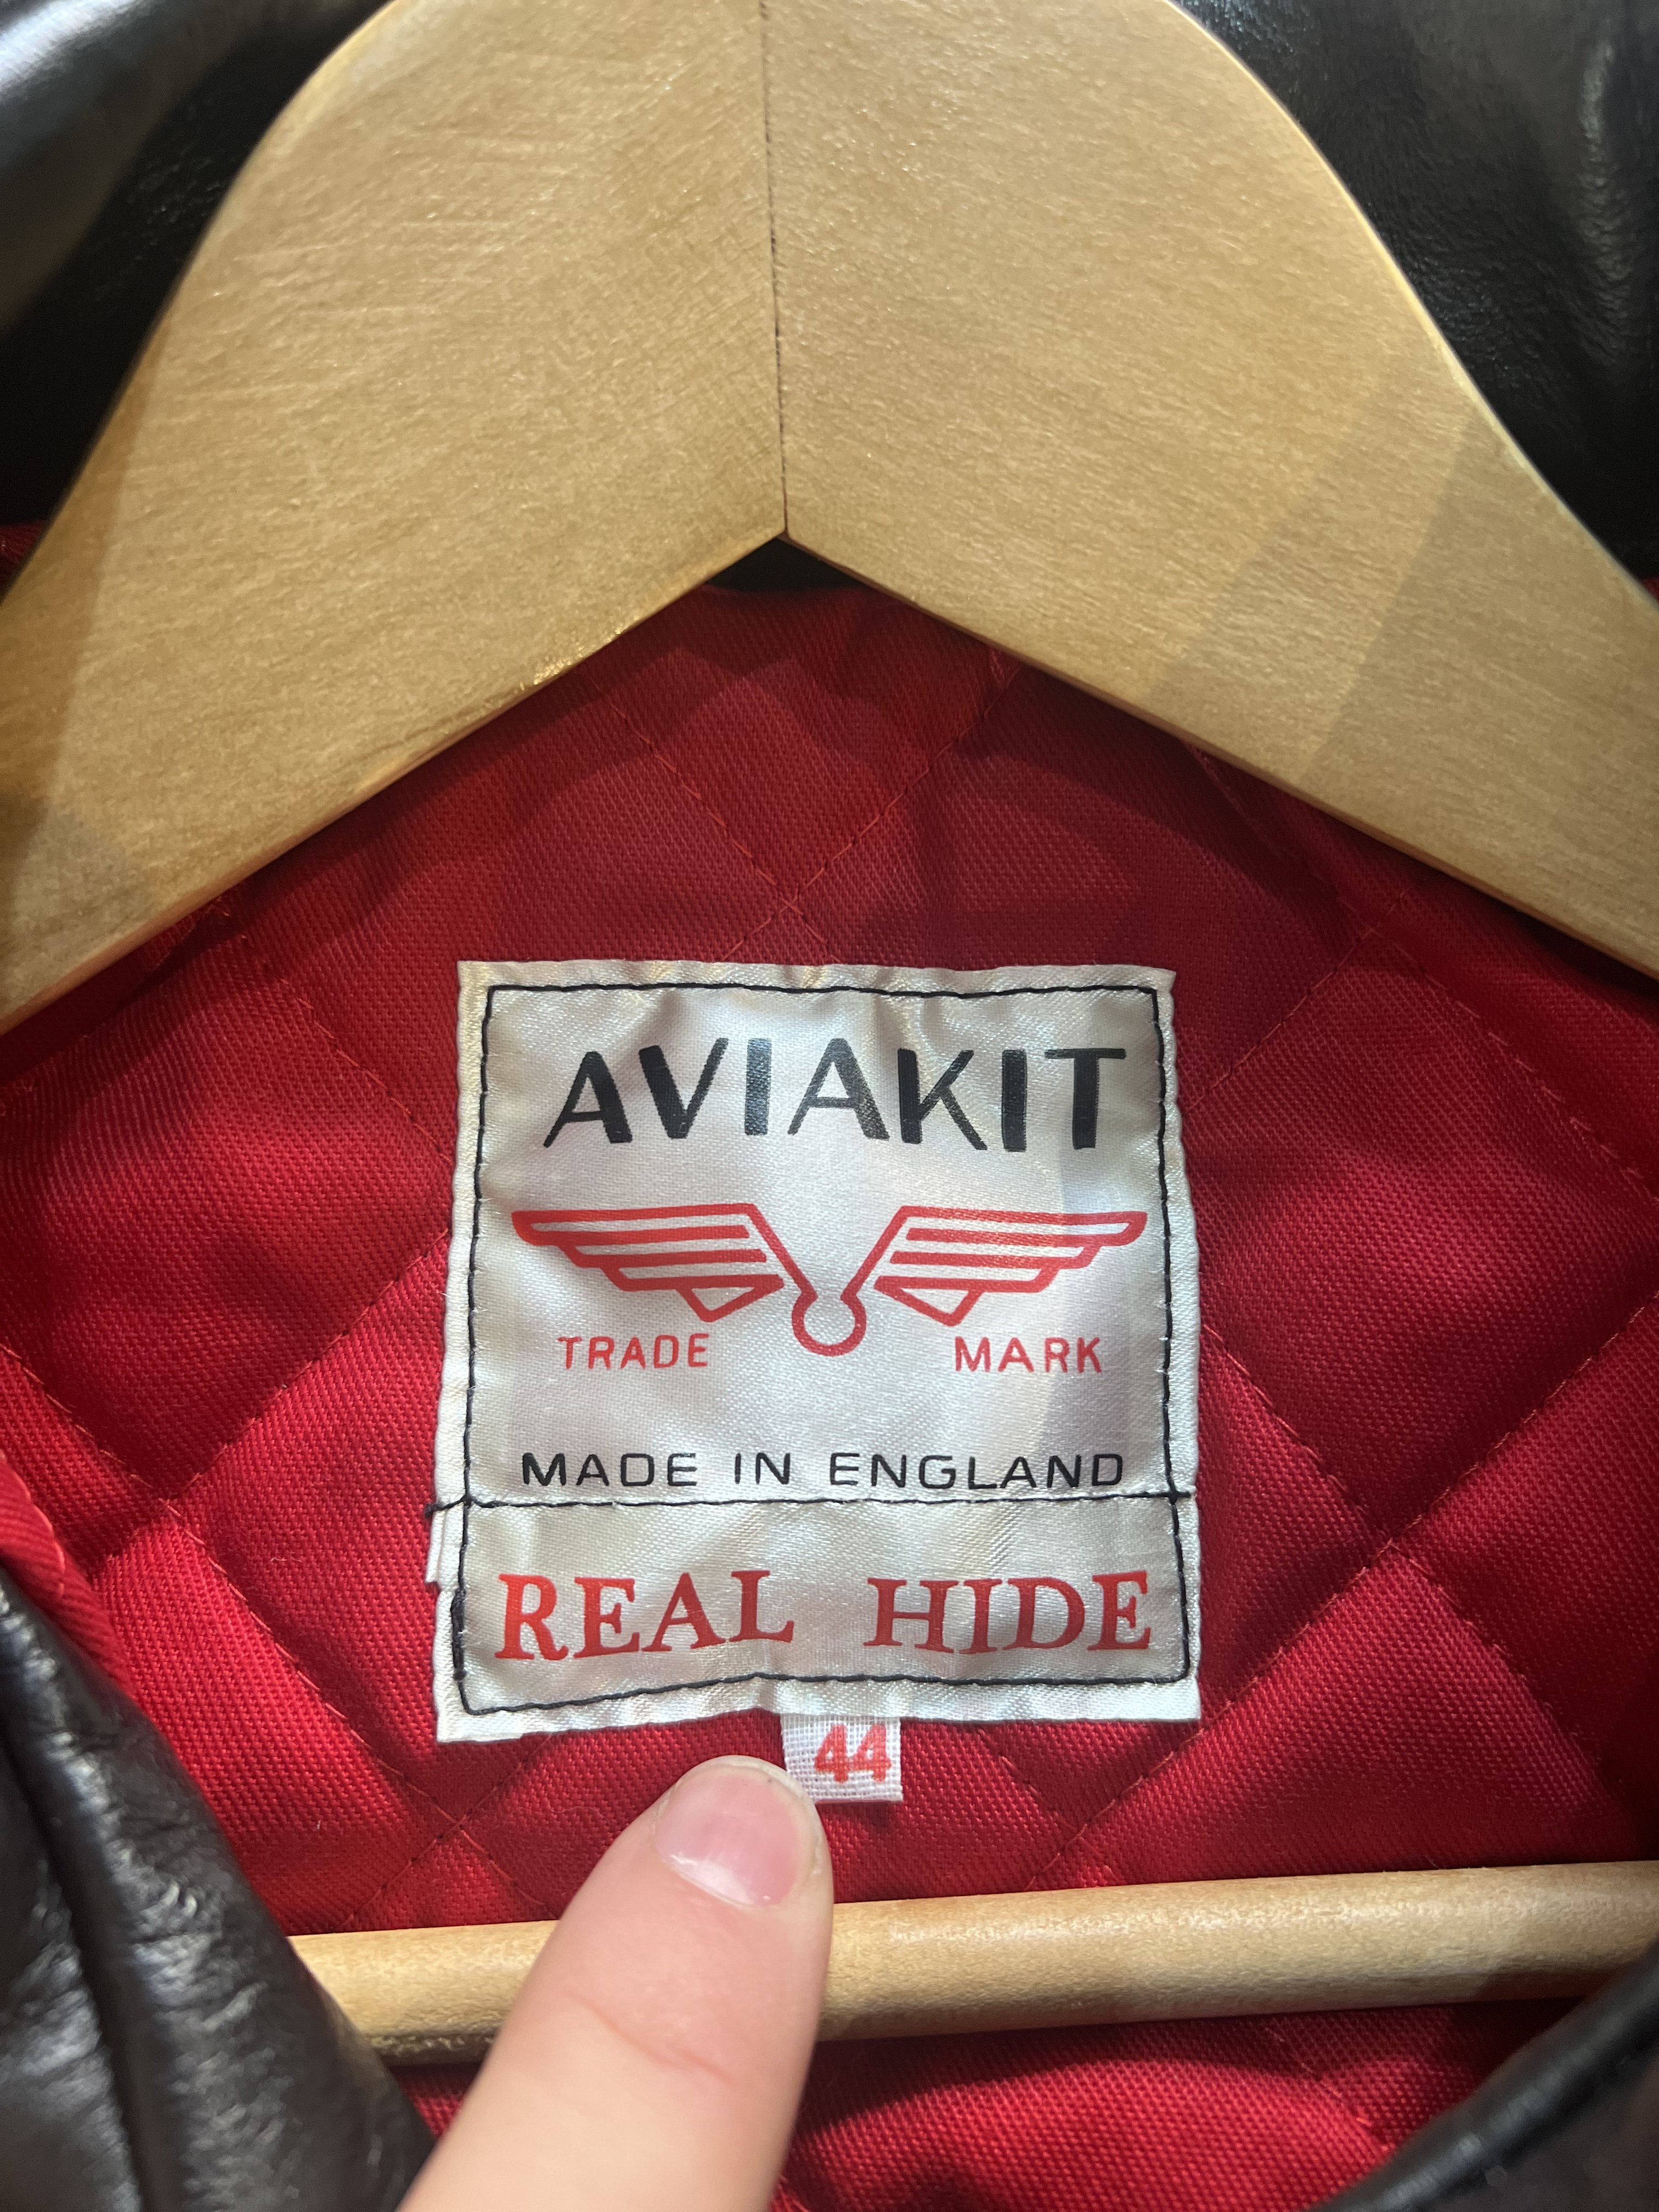 AVIAKIT
TRADE MARK
MADE IN ENGLAND
REAL HIDE
44